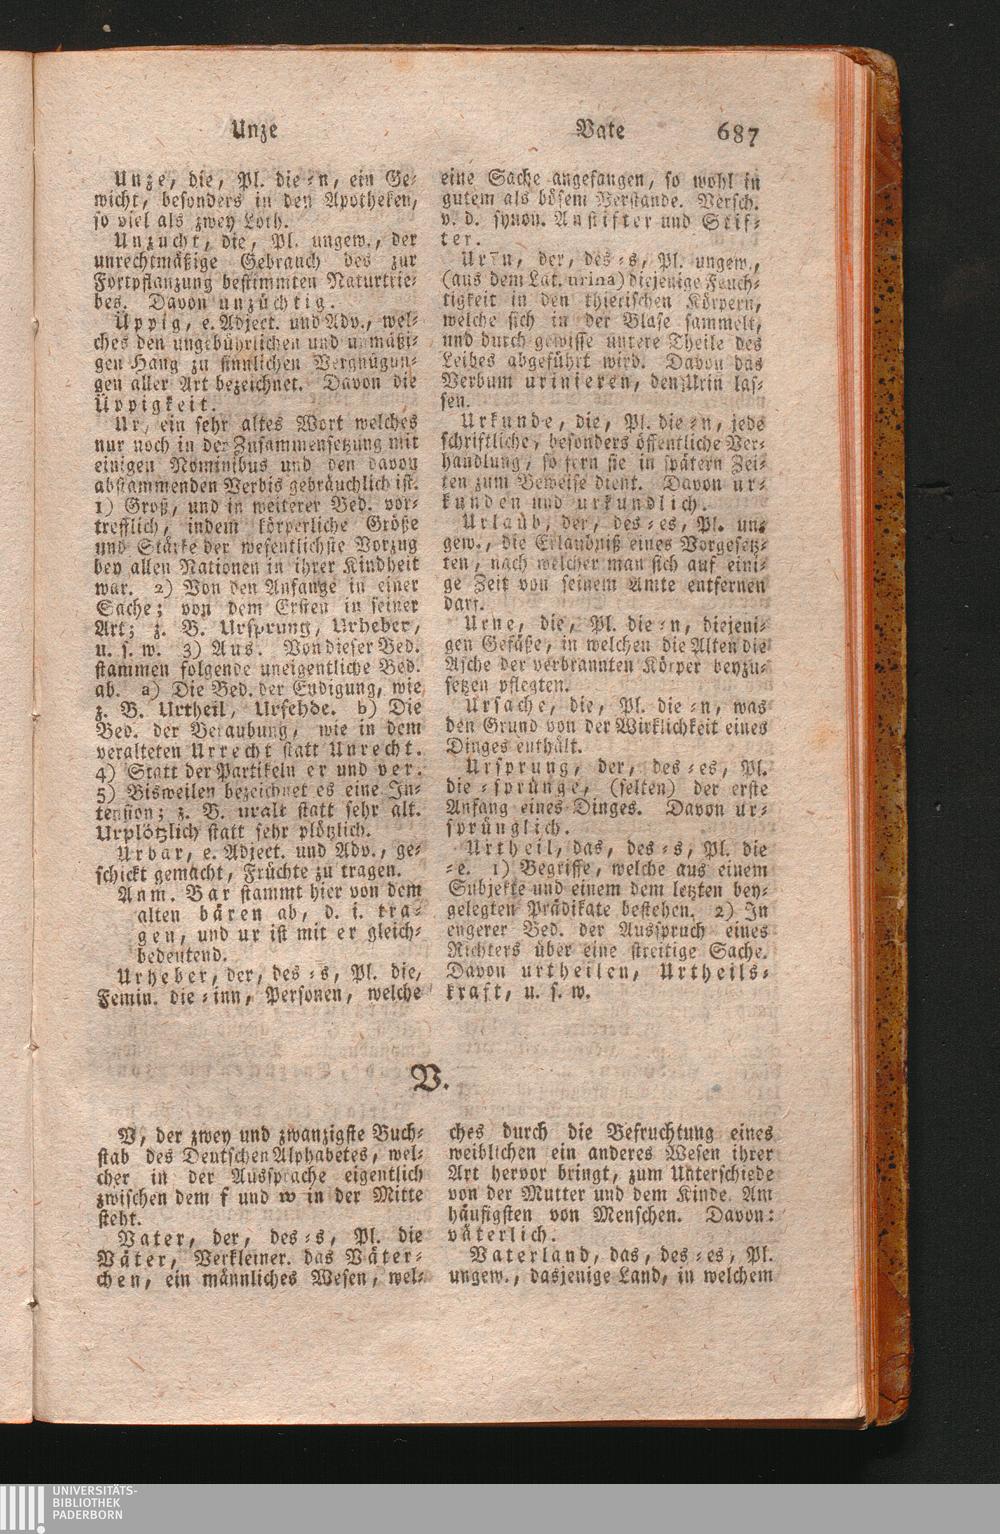 Unze
Vate 687
Unze, die, Pl. die=n, ein Ge=
wicht, besonders in den Apotheken,
so viel als zwey Loth.
Unzucht, die, Pl. ungew., der
unrechtmäßige Gebrauch des zur
Fortpflanzung bestimmten Naturtrie=
bes. Davon unzüchtig.
Üppig, e. Adject. und Adv., wel=
ches den ungebührlichen und unmäßi=
gen Hang zu sinnlichen Vergnügun=
gen aller Art bezeichnet. Davon die
Üppigkeit.
Ur, ein sehr altes Wort welches
nur noch in der Zusammensetzung mit
einigen Nominibus und den davon
abstammenden Verbis gebräuchlich ist.
1) Groß, und in weiterer Bed. vor=
trefflich, indem körperliche Größe
und Stärke der wesentlichste Vorzug
bey allen Nationen in ihrer Kindheit
war. 2) Von den Anfange in einer
Sache; von dem Ersten in seiner
Art; z. B. Ursprung, Urheber,
u. s. w. 3) Aus. Von dieser Bed.
stammen folgende uneigentliche Bed.
ab. a) Die Bed. der Endigung, wie
z. B. Urtheil, Urfehde. b) Die
Bed. der Beraubung, wie in dem
veralteten Urrecht statt Unrecht.
4) Statt der Partikeln er und ver.
5) Bisweilen bezeichnet es eine In=
tension; z. B. uralt statt sehr alt.
Urplötzlich statt sehr plötzlich.
Urbar, e. Adject. und Adv., ge=
schickt gemacht, Früchte zu tragen.
Anm. Bar stammt hier von dem
alten bären ab, d. i. tra=
gen, und ur ist mit er gleich=
bedeutend.
Urheber, der, des=s, Pl. die,
Femin. die=inn, Personen, welche
eine Sache angefangen, so wohl in
gutem als bösem Verstande. Versch.
v. d. synon. Anstifter und Stif=
ter.
Urin, der, des=s, Pl. ungew.,
(aus dem Lat. urina) diejenige Feuch=
tigkeit in den thierischen Körpern,
welche sich in der Blase sammelt,
und durch gewisse untere Theile des
Leibes abgeführt wird. Davon das
Verbum urinieren, den Urin las=
sen.
Urkunde, die, Pl. die=n, jede
schriftliche, besonders öffentliche Ver=
handlung, so fern sie in spätern Zei=
ten zum Beweise dient. Davon ur=
kunden und urkundlich.
Urlaub, der, des=es, Pl. un=
gew., die Erlaubniß eines Vorgesetz=
ten, nach welcher man sich auf eini=
ge Zeit von seinem Amte entfernen
darf.
Urne, die, Pl. die=n, diejeni=
gen Gefäße, in welchen die Alten die
Asche der verbrannten Körper beyzu=
setzen pflegten.
Ursache, die, Pl. die=n, was
den Grund von der Wirklichkeit eines
Dinges enthält.
Ursprung, der, des=es, Pl.
die=sprünge, (selten) der erste
Anfang eines Dinges. Davon ur=
sprünglich.
Urtheil, das, des=s, Pl. die
=e. 1) Begriffe, welche aus einem
Subjekte und einem dem letzten bey=
gelegten Prädikate bestehen. 2) In
engerer Bed. der Ausspruch eines
Richters über eine streitige Sache.
Davon urtheilen, Urtheils=
kraft, u. s. w.
V.
V, der zwey und zwanzigste Buch=
stab des Deutschen Alphabetes, wel=
cher in der Aussprache eigentlich
zwischen dem f und w in der Mitte
steht.
Vater, der, des=s, Pl. die
Väter, Verkleiner. das Väter=
chen, ein männliches Wesen, wel=
ches durch die Befruchtung eines
weiblichen ein anderes Wesen ihrer
Art hervor bringt, zum Unterschiede
von der Mutter und dem Kinde. Am
häufigsten von Menschen. Davon:
väterlich.
Vaterland, das, des=es, Pl.
ungew., dasjenige Land, in welchem
UNIVERSITÄTS-
BIBLIOTHEK
PADERBORN